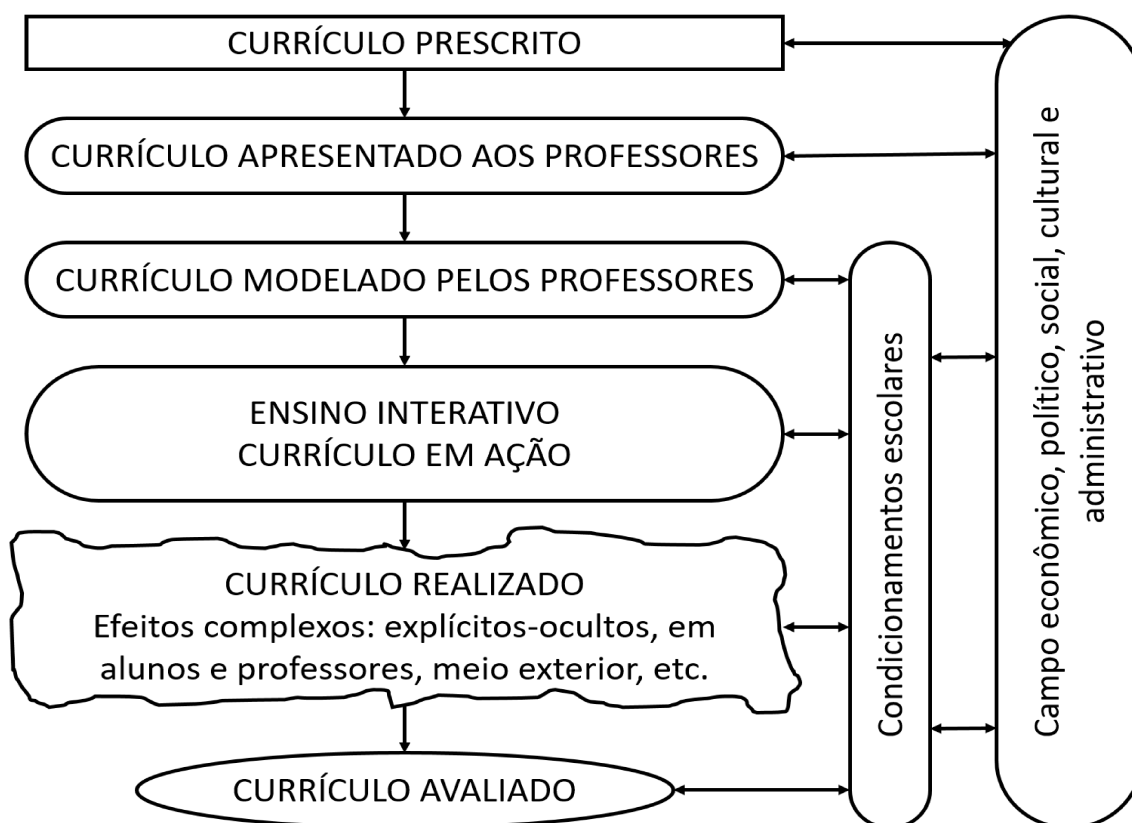 CURRÍCULO PRESCRITO
CURRÍCULO APRESENTADO AOS PROFESSORES
CURRÍCULO MODELADO PELOS PROFESSORES
ENSINO INTERATIVO
CURRÍCULO EM AÇÃO
CURRÍCULO REALIZADO
Efeitos complexos: explícitos-ocultos, em
alunos e professores, meio exterior, etc.
CURRÍCULO AVALIADO
Condicionamentos escolares
Campo econômico, político, social, cultural e
administrativo